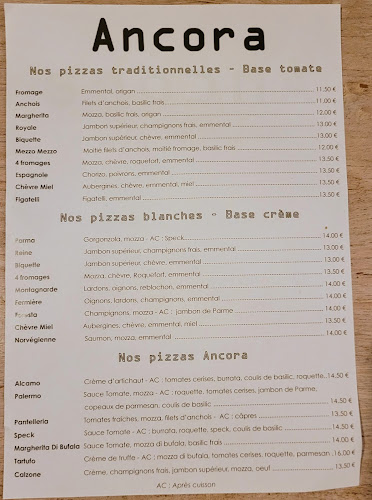 Ancora
Nos pizzas traditionnelles - Base tomate
Fromage Emmental, origan 11.50 €
Anchois Filets d'anchois, basilic frais 11.00 €
Margherita Mozza, basilic frais, origan 12.00 €
Royale Jambon supérieur, champignons frais, emmental 13.00 €
Biquette Jambon supérieur, chèvre, emmental 13.00 €
Mezzo Mezzo Moitié filets d'anchois, moitié fromage, basilic frais 12.00 €
4 fromages Mozza, chèvre, roquefort, emmental 13.50 €
Espagnole Chorizo, poivrons, emmental 13.50 €
Chèvre Miel Aubergines, chèvre, emmental, miel 13.50 €
Figatelli Figatelli, emmental 13.50 €
Nos pizzas blanches - Base crème
Parma Gorgonzola, mozza - AC : Speck 14.00 €
Reine Jambon supérieur, champignons frais, emmental 13.00 €
Biquette Jambon supérieur, chèvre, emmental 13.00 €
4 fromages Mozza, chèvre, Roquefort, emmental 13.50 €
Montagnarde Lardons, oignons, reblochon, emmental 14.00 €
Fermière Oignons, lardons, champignons, emmental 14.00 €
Foresta Champignons, mozza - AC : jambon de Parme 14.00 €
Chèvre Miel Aubergines, chèvre, emmental, miel 13.50 €
Norvégienne Saumon, mozza, emmental 14.00 €
Nos pizzas Ancora
Alcamo Crème d'artichaut - AC : tomates cerises, burrata, coulis de basilic, roquette 14.50 €
Palermo Sauce Tomate, mozza - AC : roquette, tomates cerises, jambon de Parme,
copeaux de parmesan, coulis de basilic 14.50 €
Pantelleria Tomates fraîches, mozza, filets d'anchois - AC : câpres 13.50 €
Speck Sauce Tomate - AC : burrata, roquette, speck, coulis de basilic 14.50 €
Margherita Di Bufala Sauce Tomate, mozza di bufala, basilic frais 14.00 €
Tartufo Crème de truffe - AC : mozza di bufala, tomates cerises, roquette, parmesan 16.00 €
Calzone Crème, champignons frais, jambon supérieur, mozza, oeuf 13.50 €
AC : Après cuisson